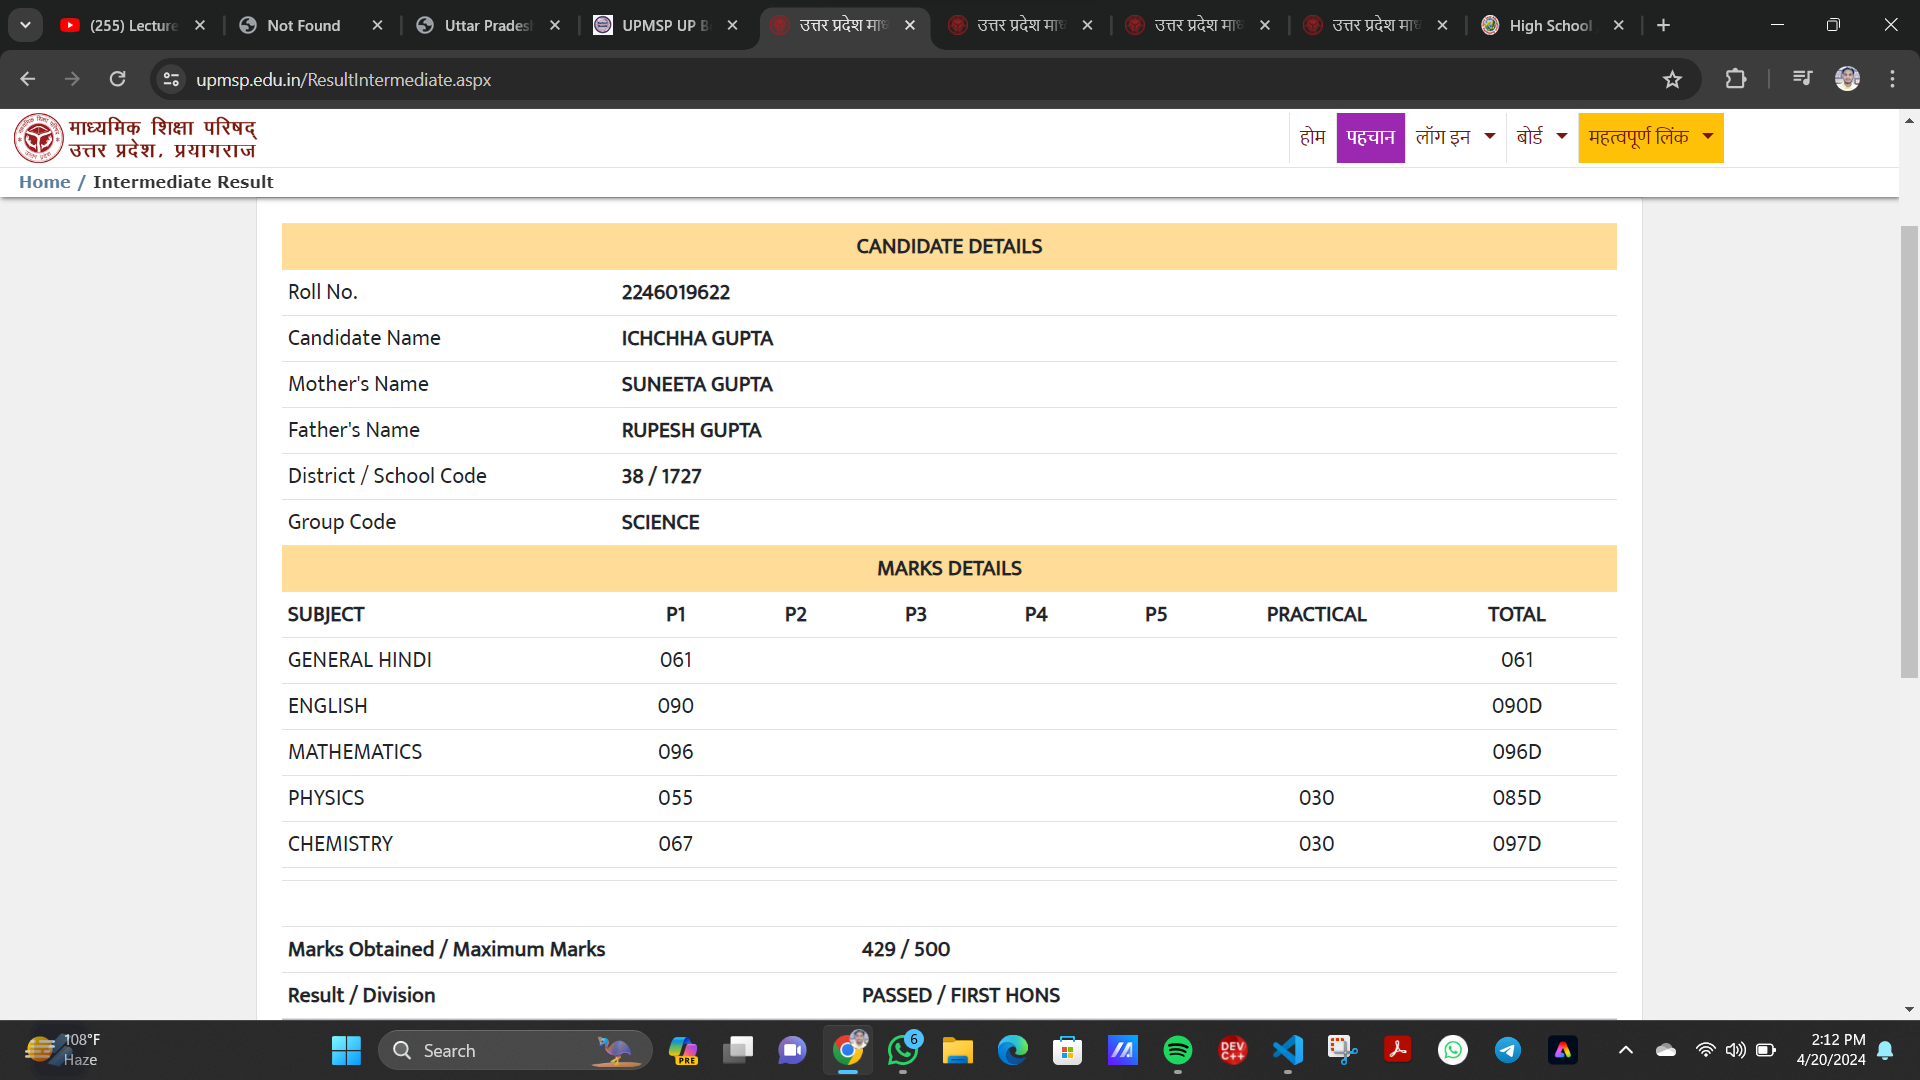 (255) Lecture
Not Found
Uttar Prades
UPMSP UP B
उत्तर प्रदेश मा
उत्तर प्रदेश मा
उत्तर प्रदेश मा
उत्तर प्रदेश मा
High School
upmsp.edu.in/ResultIntermediate.aspx
माध्यमिक शिक्षा परिषद्
उत्तर प्रदेश, प्रयागराज
होम पहचान लॉग इन बोर्ड महत्वपूर्ण लिंक
Home / Intermediate Result
CANDIDATE DETAILS
Roll No. 2246019622
Candidate Name ICHCHHA GUPTA
Mother's Name SUNEETA GUPTA
Father's Name RUPESH GUPTA
District / School Code 38 / 1727
Group Code SCIENCE
MARKS DETAILS
SUBJECT P1 P2 P3 P4 P5 PRACTICAL TOTAL
GENERAL HINDI 061 061
ENGLISH 090 090D
MATHEMATICS 096 096D
PHYSICS 055 030 085D
CHEMISTRY 067 030 097D
Marks Obtained / Maximum Marks 429 / 500
Result / Division PASSED / FIRST HONS
108°F
Haze
Search
PRE
6
DEV
C++
2:12 PM
4/20/2024